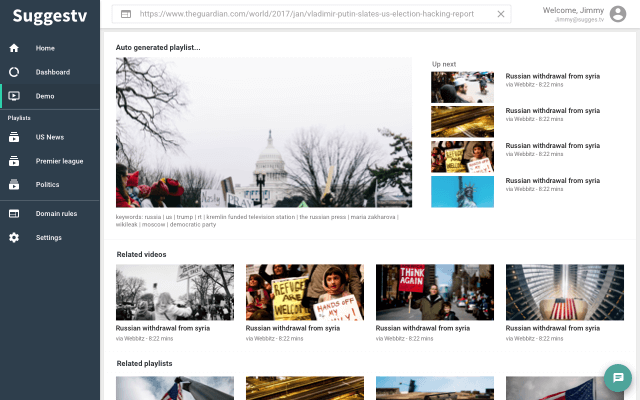 Suggestv
https://www.theguardian.com/world/2017/jan/vladimir-putin-slates-us-election-hacking-report
Welcome, Jimmy
Jimmy@sugges.tv
Home
Dashboard
Demo
Playlists
US News
Premier league
Politics
Domain rules
Settings
Auto generated playlist...
keywords: russia | us | trump | rt | kremlin funded television station | the russian press | maria zakharova |
wikileak | moscow | democratic party
Up next
Russian withdrawal from syria
via Webbitz - 8:22 mins
Russian withdrawal from syria
via Webbitz - 8:22 mins
Russian withdrawal from syria
via Webbitz - 8:22 mins
Russian withdrawal from syria
via Webbitz - 8:22 mins
Related videos
REFUGEES
ARE
WELCOME
HANDS OFF
MY
THINK
AGAIN
Russian withdrawal from syria
via Webbitz - 8:22 mins
Russian withdrawal from syria
via Webbitz - 8:22 mins
Russian withdrawal from syria
via Webbitz - 8:22 mins
Russian withdrawal from syria
via Webbitz - 8:22 mins
Related playlists